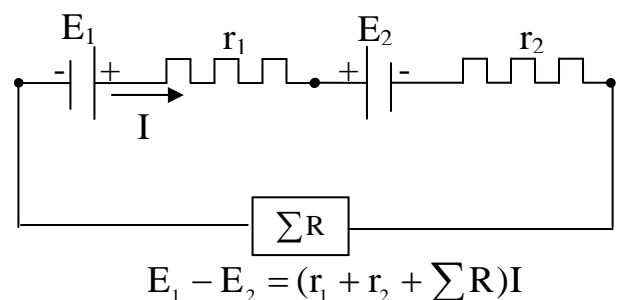 E₁ r₁ E₂ r₂
- + + -
I
∑R
E₁ − E₂ = (r₁ + r₂ + ∑R)I